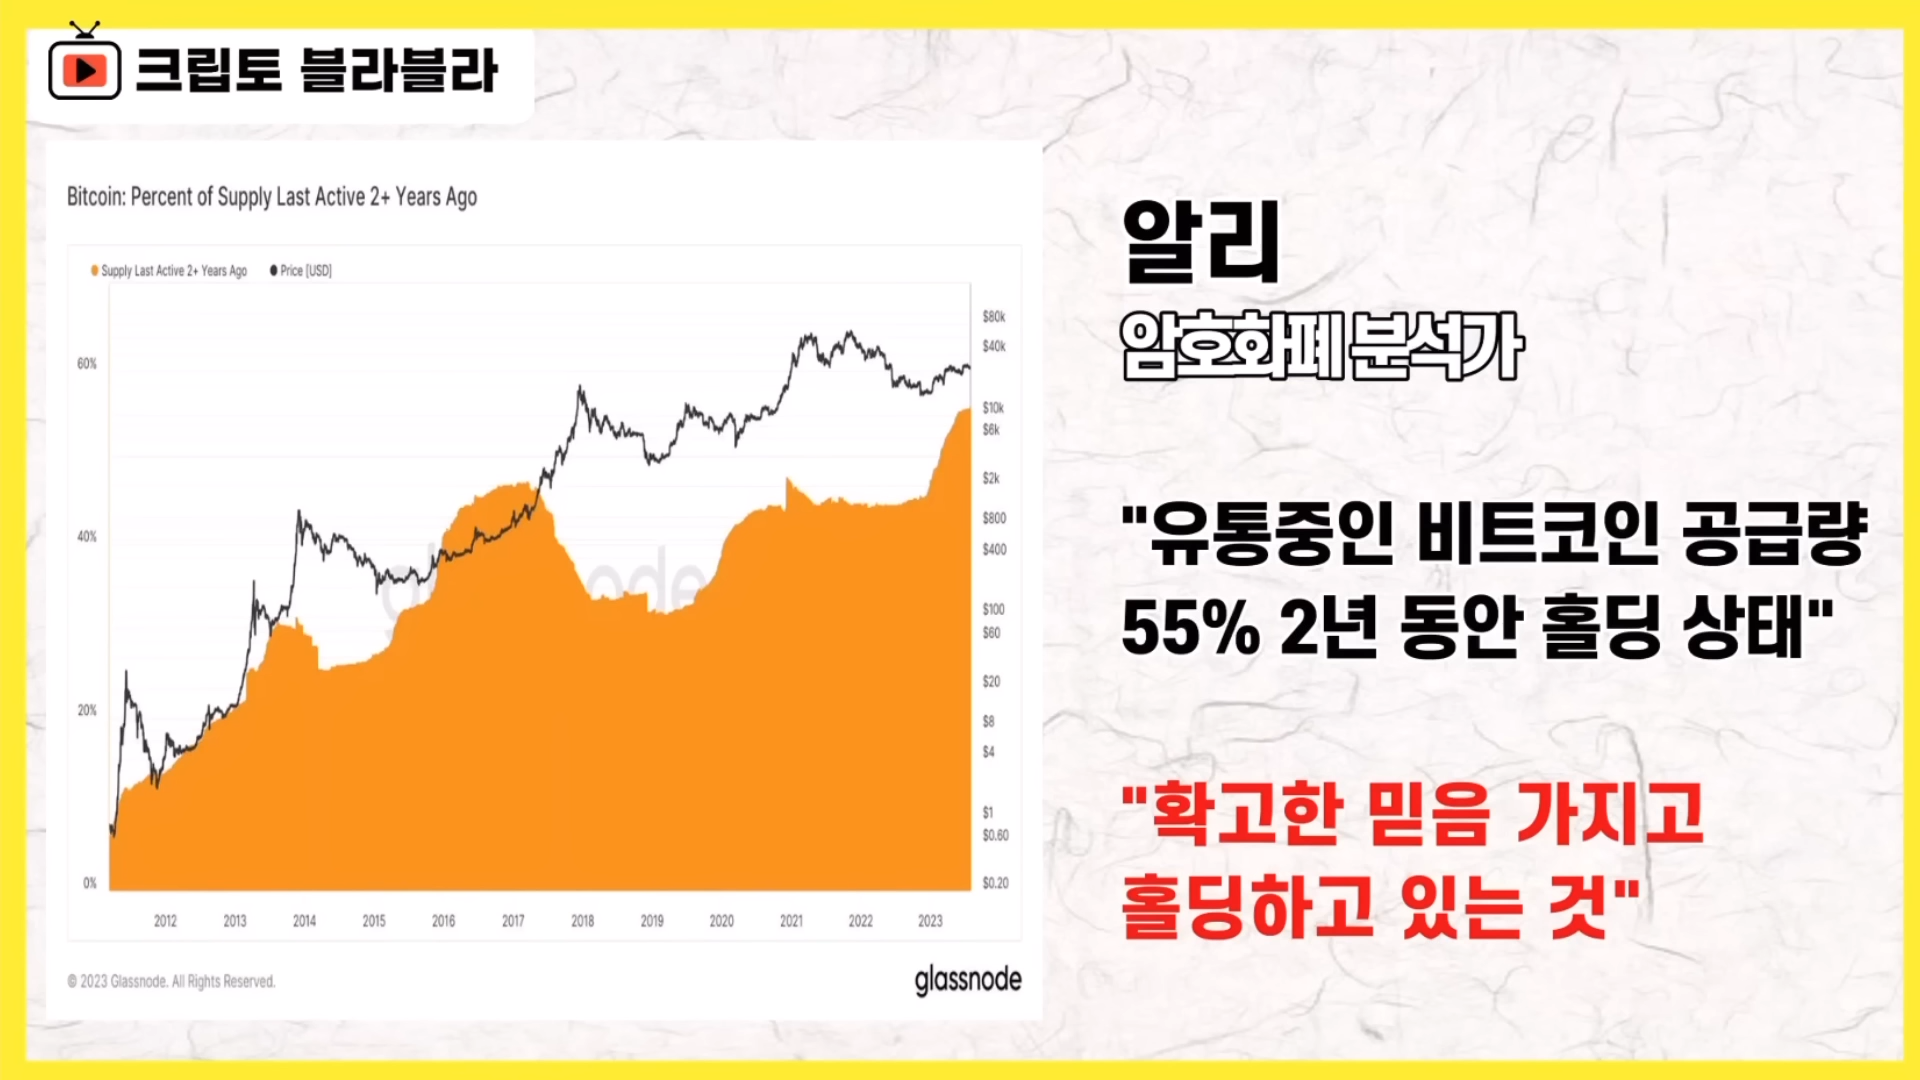 크립토 블라블라
Bitcoin: Percent of Supply Last Active 2+ Years Ago
Supply Last Active 2+ Years Ago
Price [USD]
60%
40%
20%
0%
$80k
$40k
$10k
$6k
$2k
$800
$400
$100
$60
$20
$8
$4
$1
$0.60
$0.20
2012 2013 2014 2015 2016 2017 2018 2019 2020 2021 2022 2023
© 2023 Glassnode. All Rights Reserved.
glassnode
알리
암호화폐 분석가
"유통중인 비트코인 공급량
55% 2년 동안 홀딩 상태"
"확고한 믿음 가지고
홀딩하고 있는 것"